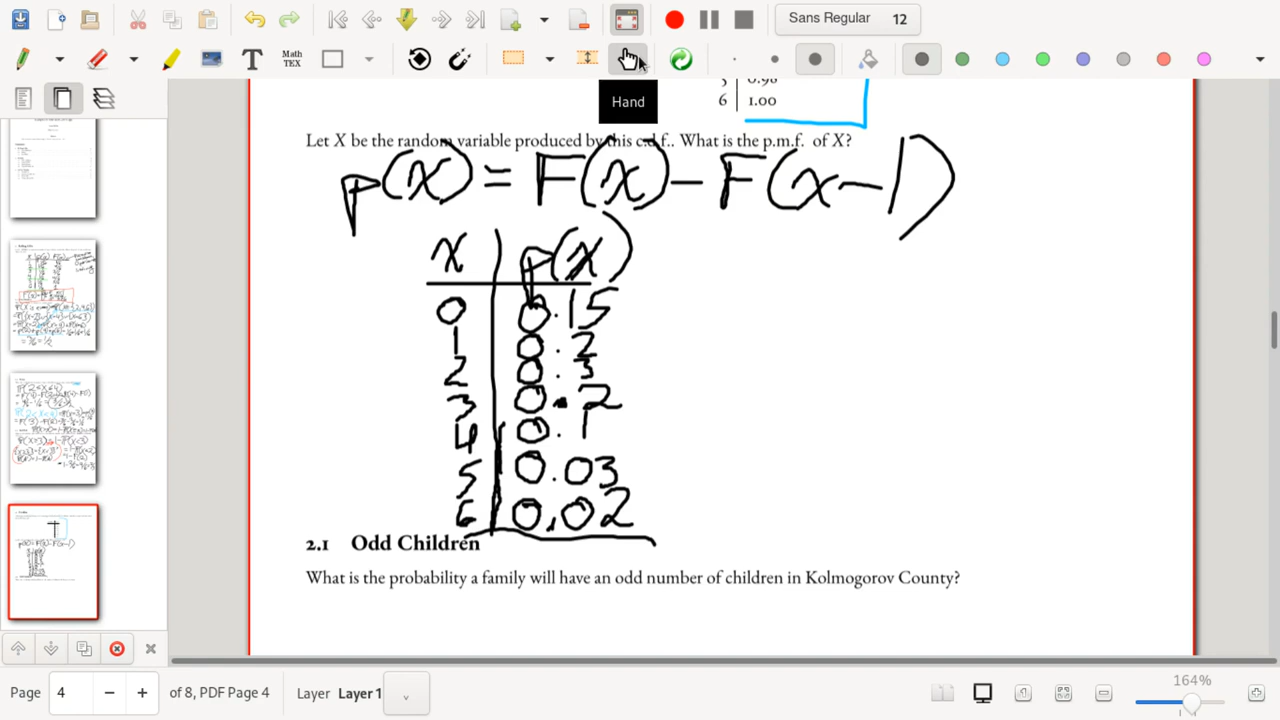 Sans Regular 12
T Math TEX
Hand
5 0.98
6 1.00
Let X be the random variable produced by this c.d.f.. What is the p.m.f. of X?
p(x) = F(x) - F(x-1)
x p(x)
0 0.15
1 0.2
2 0.3
3 0.2
4 0.1
5 0.03
6 0.02
2.1 Odd Children
What is the probability a family will have an odd number of children in Kolmogorov County?
Page 4 of 8, PDF Page 4 Layer Layer 1 164%